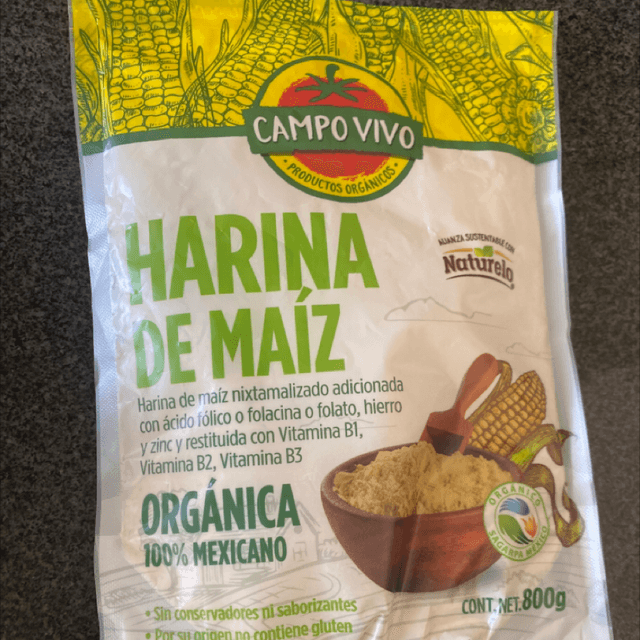 CAMPO VIVO
• PRODUCTOS ORGÁNICOS •
HARINA
DE MAÍZ
ALIANZA SUSTENTABLE CON
Naturelo
Harina de maíz nixtamalizado adicionada
con ácido fólico o folacina o folato, hierro
y zinc y restituida con Vitamina B1,
Vitamina B2, Vitamina B3
ORGÁNICA
100% MEXICANO
ORGÁNICO
SAGARPA MÉXICO
CONT. NET. 800g
• Sin conservadores ni saborizantes
• Por su origen no contiene gluten